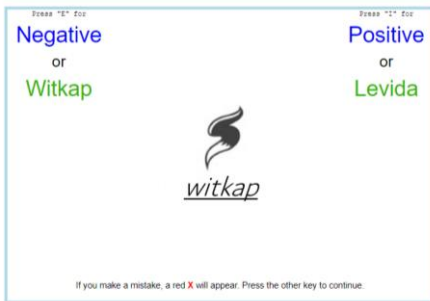 Press "E" for
Negative
or
Witkap
Press "I" for
Positive
or
Levida
witkap
If you make a mistake, a red X will appear. Press the other key to continue.